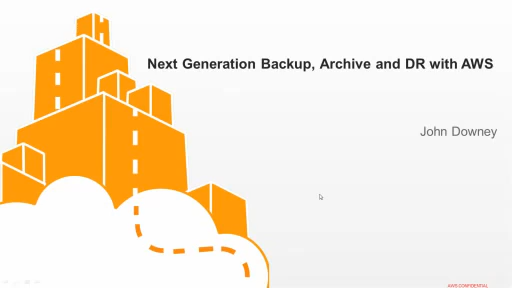 Next Generation Backup, Archive and DR with AWS
John Downey
AWS CONFIDENTIAL